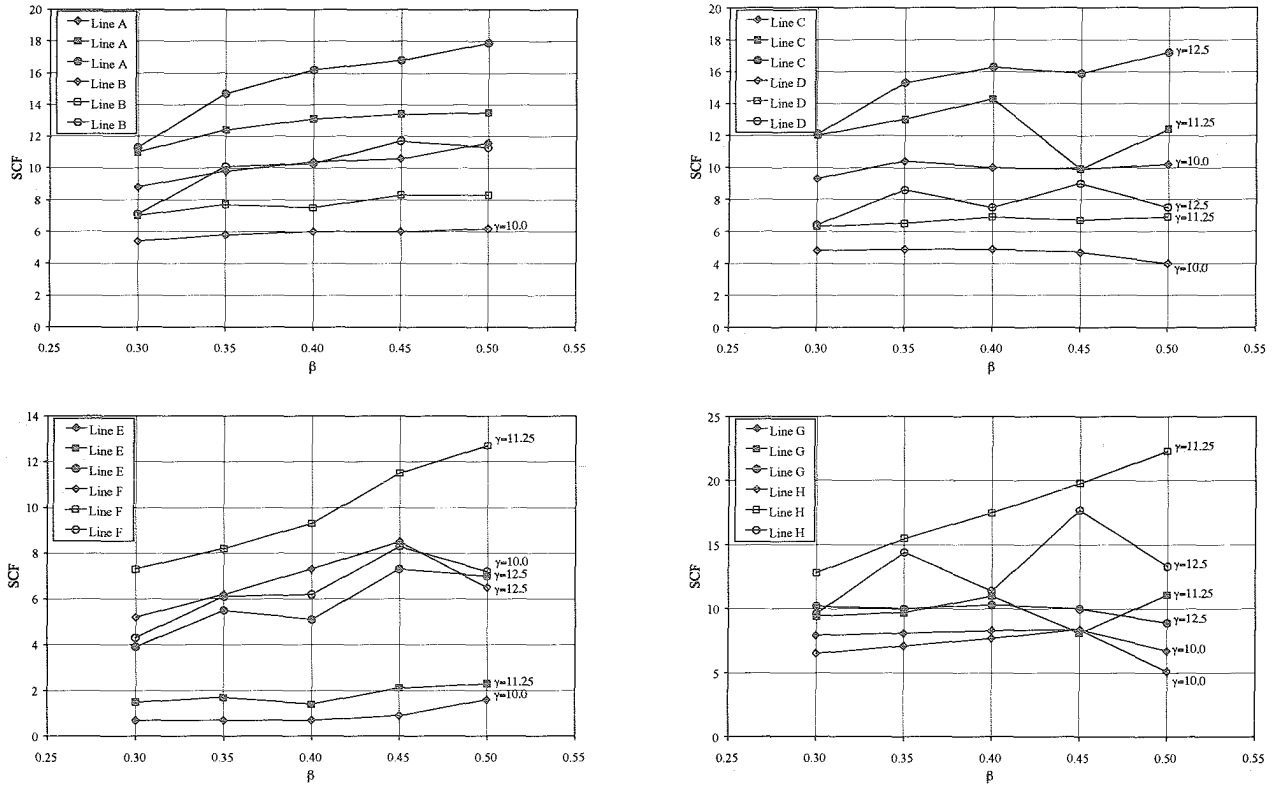 20
18
16
14
12
10
8
6
4
2
0
SCF
Line A
Line A
Line A
Line B
Line B
Line B
γ=10.0
0.25 0.30 0.35 0.40 0.45 0.50 0.55
β
20
18
16
14
12
10
8
6
4
2
0
SCF
Line C
Line C
Line C
Line D
Line D
Line D
γ=12.5
γ=11.25
γ=10.0
γ=12.5
γ=11.25
γ=10.0
0.25 0.30 0.35 0.40 0.45 0.50 0.55
β
14
12
10
8
6
4
2
0
SCF
Line E
Line E
Line E
Line F
Line F
Line F
γ=11.25
γ=10.0
γ=12.5
γ=12.5
γ=11.25
γ=10.0
0.25 0.30 0.35 0.40 0.45 0.50 0.55
β
25
20
15
10
5
0
SCF
Line G
Line G
Line G
Line H
Line H
Line H
γ=11.25
γ=12.5
γ=11.25
γ=12.5
γ=10.0
γ=10.0
0.25 0.30 0.35 0.40 0.45 0.50 0.55
β